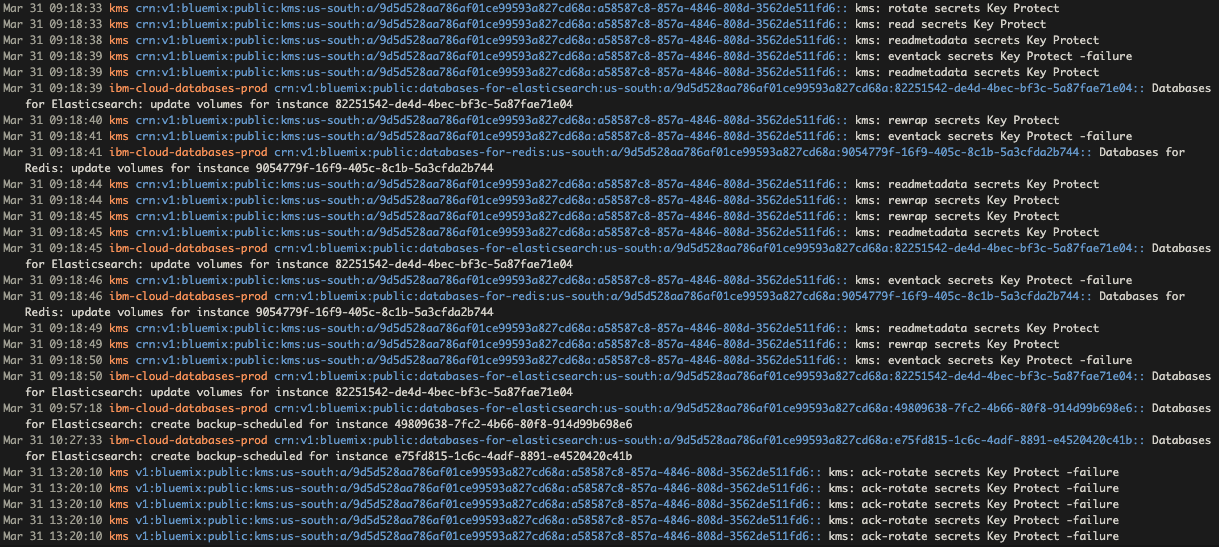 Mar 31 09:18:33 kms crn:v1:bluemix:public:kms:us-south:a/9d5d528aa786af01ce99593a827cd68a:a58587c8-857a-4846-808d-3562de511fd6:: kms: rotate secrets Key Protect
Mar 31 09:18:34 kms crn:v1:bluemix:public:kms:us-south:a/9d5d528aa786af01ce99593a827cd68a:a58587c8-857a-4846-808d-3562de511fd6:: kms: read secrets Key Protect
Mar 31 09:18:38 kms crn:v1:bluemix:public:kms:us-south:a/9d5d528aa786af01ce99593a827cd68a:a58587c8-857a-4846-808d-3562de511fd6:: kms: readmetadata secrets Key Protect
Mar 31 09:18:39 kms crn:v1:bluemix:public:kms:us-south:a/9d5d528aa786af01ce99593a827cd68a:a58587c8-857a-4846-808d-3562de511fd6:: kms: eventack secrets Key Protect -failure
Mar 31 09:18:39 kms crn:v1:bluemix:public:kms:us-south:a/9d5d528aa786af01ce99593a827cd68a:a58587c8-857a-4846-808d-3562de511fd6:: kms: readmetadata secrets Key Protect
Mar 31 09:18:39 ibm-cloud-databases-prod crn:v1:bluemix:public:databases-for-elasticsearch:us-south:a/9d5d528aa786af01ce99593a827cd68a:82251542-de4d-4bec-bf3c-5a87fae71e04:: Databases
for Elasticsearch: update volumes for instance 82251542-de4d-4bec-bf3c-5a87fae71e04
Mar 31 09:18:40 kms crn:v1:bluemix:public:kms:us-south:a/9d5d528aa786af01ce99593a827cd68a:a58587c8-857a-4846-808d-3562de511fd6:: kms: rewrap secrets Key Protect
Mar 31 09:18:41 kms crn:v1:bluemix:public:kms:us-south:a/9d5d528aa786af01ce99593a827cd68a:a58587c8-857a-4846-808d-3562de511fd6:: kms: eventack secrets Key Protect -failure
Mar 31 09:18:41 ibm-cloud-databases-prod crn:v1:bluemix:public:databases-for-redis:us-south:a/9d5d528aa786af01ce99593a827cd68a:9054779f-16f9-405c-8c1b-5a3cfda2b744:: Databases for
Redis: update volumes for instance 9054779f-16f9-405c-8c1b-5a3cfda2b744
Mar 31 09:18:44 kms crn:v1:bluemix:public:kms:us-south:a/9d5d528aa786af01ce99593a827cd68a:a58587c8-857a-4846-808d-3562de511fd6:: kms: readmetadata secrets Key Protect
Mar 31 09:18:44 kms crn:v1:bluemix:public:kms:us-south:a/9d5d528aa786af01ce99593a827cd68a:a58587c8-857a-4846-808d-3562de511fd6:: kms: rewrap secrets Key Protect
Mar 31 09:18:45 kms crn:v1:bluemix:public:kms:us-south:a/9d5d528aa786af01ce99593a827cd68a:a58587c8-857a-4846-808d-3562de511fd6:: kms: rewrap secrets Key Protect
Mar 31 09:18:45 kms crn:v1:bluemix:public:kms:us-south:a/9d5d528aa786af01ce99593a827cd68a:a58587c8-857a-4846-808d-3562de511fd6:: kms: readmetadata secrets Key Protect
Mar 31 09:18:45 ibm-cloud-databases-prod crn:v1:bluemix:public:databases-for-elasticsearch:us-south:a/9d5d528aa786af01ce99593a827cd68a:82251542-de4d-4bec-bf3c-5a87fae71e04:: Databases
for Elasticsearch: update volumes for instance 82251542-de4d-4bec-bf3c-5a87fae71e04
Mar 31 09:18:46 kms crn:v1:bluemix:public:kms:us-south:a/9d5d528aa786af01ce99593a827cd68a:a58587c8-857a-4846-808d-3562de511fd6:: kms: eventack secrets Key Protect -failure
Mar 31 09:18:46 ibm-cloud-databases-prod crn:v1:bluemix:public:databases-for-redis:us-south:a/9d5d528aa786af01ce99593a827cd68a:9054779f-16f9-405c-8c1b-5a3cfda2b744:: Databases for
Redis: update volumes for instance 9054779f-16f9-405c-8c1b-5a3cfda2b744
Mar 31 09:18:49 kms crn:v1:bluemix:public:kms:us-south:a/9d5d528aa786af01ce99593a827cd68a:a58587c8-857a-4846-808d-3562de511fd6:: kms: readmetadata secrets Key Protect
Mar 31 09:18:49 kms crn:v1:bluemix:public:kms:us-south:a/9d5d528aa786af01ce99593a827cd68a:a58587c8-857a-4846-808d-3562de511fd6:: kms: rewrap secrets Key Protect
Mar 31 09:18:50 kms crn:v1:bluemix:public:kms:us-south:a/9d5d528aa786af01ce99593a827cd68a:a58587c8-857a-4846-808d-3562de511fd6:: kms: eventack secrets Key Protect -failure
Mar 31 09:18:50 ibm-cloud-databases-prod crn:v1:bluemix:public:databases-for-elasticsearch:us-south:a/9d5d528aa786af01ce99593a827cd68a:82251542-de4d-4bec-bf3c-5a87fae71e04:: Databases
for Elasticsearch: update volumes for instance 82251542-de4d-4bec-bf3c-5a87fae71e04
Mar 31 09:57:18 ibm-cloud-databases-prod crn:v1:bluemix:public:databases-for-elasticsearch:us-south:a/9d5d528aa786af01ce99593a827cd68a:49809638-7fc2-4b66-80f8-914d99b698e6:: Databases
for Elasticsearch: create backup-scheduled for instance 49809638-7fc2-4b66-80f8-914d99b698e6
Mar 31 10:27:33 ibm-cloud-databases-prod crn:v1:bluemix:public:databases-for-elasticsearch:us-south:a/9d5d528aa786af01ce99593a827cd68a:e75fd815-1c6c-4adf-8891-e4520420c41b:: Databases
for Elasticsearch: create backup-scheduled for instance e75fd815-1c6c-4adf-8891-e4520420c41b
Mar 31 13:20:10 kms v1:bluemix:public:kms:us-south:a/9d5d528aa786af01ce99593a827cd68a:a58587c8-857a-4846-808d-3562de511fd6:: kms: ack-rotate secrets Key Protect -failure
Mar 31 13:20:10 kms v1:bluemix:public:kms:us-south:a/9d5d528aa786af01ce99593a827cd68a:a58587c8-857a-4846-808d-3562de511fd6:: kms: ack-rotate secrets Key Protect -failure
Mar 31 13:20:10 kms v1:bluemix:public:kms:us-south:a/9d5d528aa786af01ce99593a827cd68a:a58587c8-857a-4846-808d-3562de511fd6:: kms: ack-rotate secrets Key Protect -failure
Mar 31 13:20:10 kms v1:bluemix:public:kms:us-south:a/9d5d528aa786af01ce99593a827cd68a:a58587c8-857a-4846-808d-3562de511fd6:: kms: ack-rotate secrets Key Protect -failure
Mar 31 13:20:10 kms v1:bluemix:public:kms:us-south:a/9d5d528aa786af01ce99593a827cd68a:a58587c8-857a-4846-808d-3562de511fd6:: kms: ack-rotate secrets Key Protect -failure